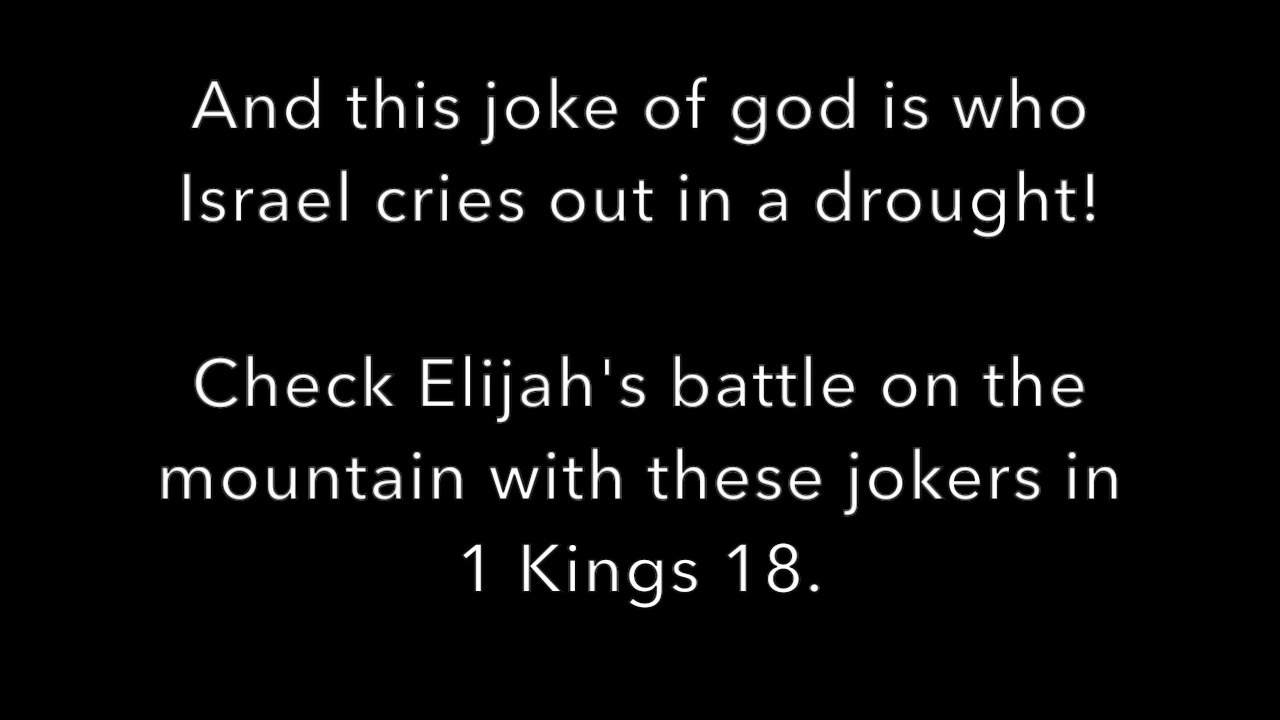 And this joke of god is who
Israel cries out in a drought!
Check Elijah's battle on the
mountain with these jokers in
1 Kings 18.